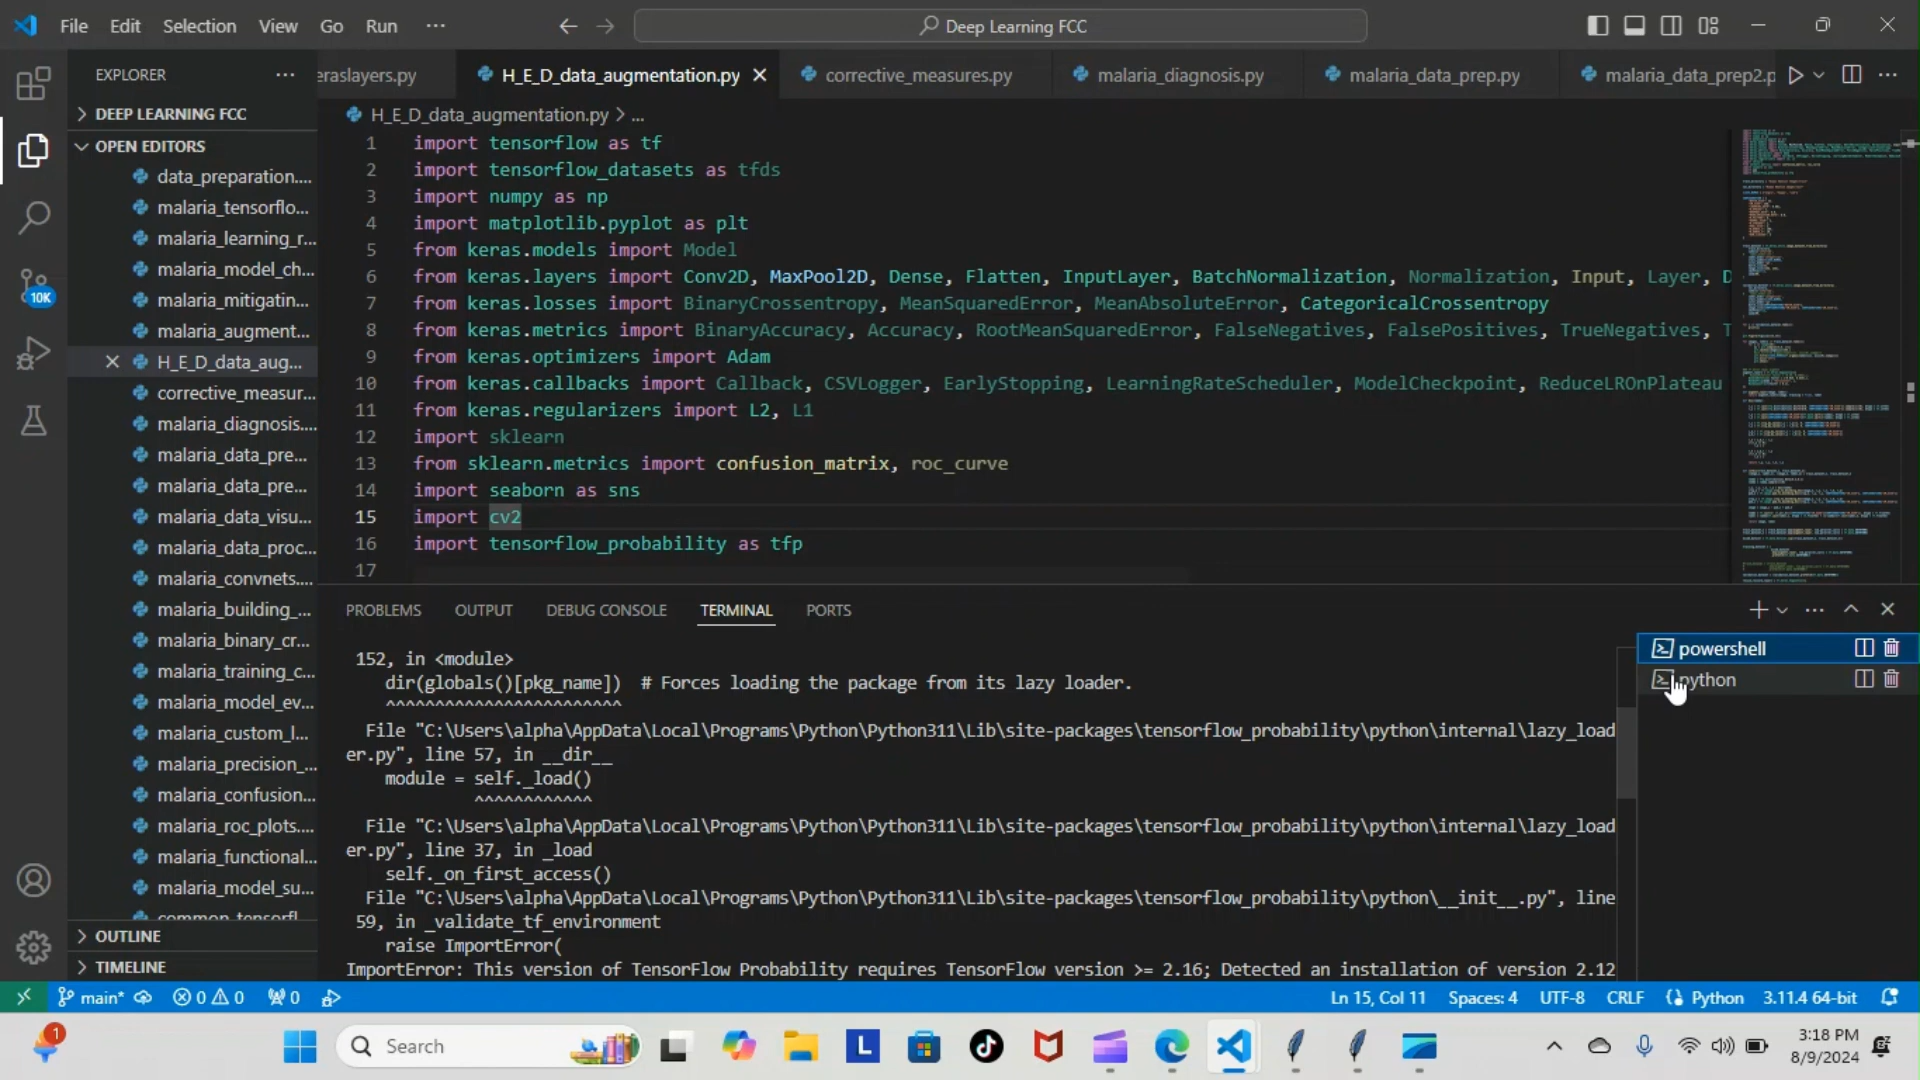 File Edit Selection View Go Run ···
Deep Learning FCC
EXPLORER
eraslayers.py H_E_D_data_augmentation.py corrective_measures.py malaria_diagnosis.py malaria_data_prep.py malaria_data_prep2.p
DEEP LEARNING FCC
OPEN EDITORS
data_preparation....
malaria_tensorflo...
malaria_learning_r...
malaria_model_ch...
malaria_mitigatin...
malaria_augment...
H_E_D_data_aug...
corrective_measur...
malaria_diagnosis....
malaria_data_pre...
malaria_data_pre...
malaria_data_visu...
malaria_data_proc...
malaria_convnets....
malaria_building_...
malaria_binary_cr...
malaria_training_c...
malaria_model_ev...
malaria_custom_l...
malaria_precision_...
malaria_confusion...
malaria_roc_plots....
malaria_functional...
malaria_model_su...
common_tensorfl
OUTLINE
TIMELINE
10K
H_E_D_data_augmentation.py > ...
1 import tensorflow as tf
2 import tensorflow_datasets as tfds
3 import numpy as np
4 import matplotlib.pyplot as plt
5 from keras.models import Model
6 from keras.layers import Conv2D, MaxPool2D, Dense, Flatten, InputLayer, BatchNormalization, Normalization, Input, Layer, D
7 from keras.losses import BinaryCrossentropy, MeanSquaredError, MeanAbsoluteError, CategoricalCrossentropy
8 from keras.metrics import BinaryAccuracy, Accuracy, RootMeanSquaredError, FalseNegatives, FalsePositives, TrueNegatives, T
9 from keras.optimizers import Adam
10 from keras.callbacks import Callback, CSVLogger, EarlyStopping, LearningRateScheduler, ModelCheckpoint, ReduceLROnPlateau
11 from keras.regularizers import L2, L1
12 import sklearn
13 from sklearn.metrics import confusion_matrix, roc_curve
14 import seaborn as sns
15 import cv2
16 import tensorflow_probability as tfp
17
PROBLEMS OUTPUT DEBUG CONSOLE TERMINAL PORTS
powershell
python
152, in <module>
dir(globals()[pkg_name]) # Forces loading the package from its lazy loader.
^^^^^^^^^^^^^^^^^^^^^^^^
File "C:\Users\alpha\AppData\Local\Programs\Python\Python311\Lib\site-packages\tensorflow_probability\python\internal\lazy_load
er.py", line 57, in __dir__
module = self._load()
^^^^^^^^^^^^
File "C:\Users\alpha\AppData\Local\Programs\Python\Python311\Lib\site-packages\tensorflow_probability\python\internal\lazy_load
er.py", line 37, in _load
self._on_first_access()
File "C:\Users\alpha\AppData\Local\Programs\Python\Python311\Lib\site-packages\tensorflow_probability\python\__init__.py", line
59, in _validate_tf_environment
raise ImportError(
ImportError: This version of TensorFlow Probability requires TensorFlow version >= 2.16; Detected an installation of version 2.12
main* 0 0 0 Ln 15, Col 11 Spaces: 4 UTF-8 CRLF Python 3.11.4 64-bit
1 Search L 3:18 PM
8/9/2024